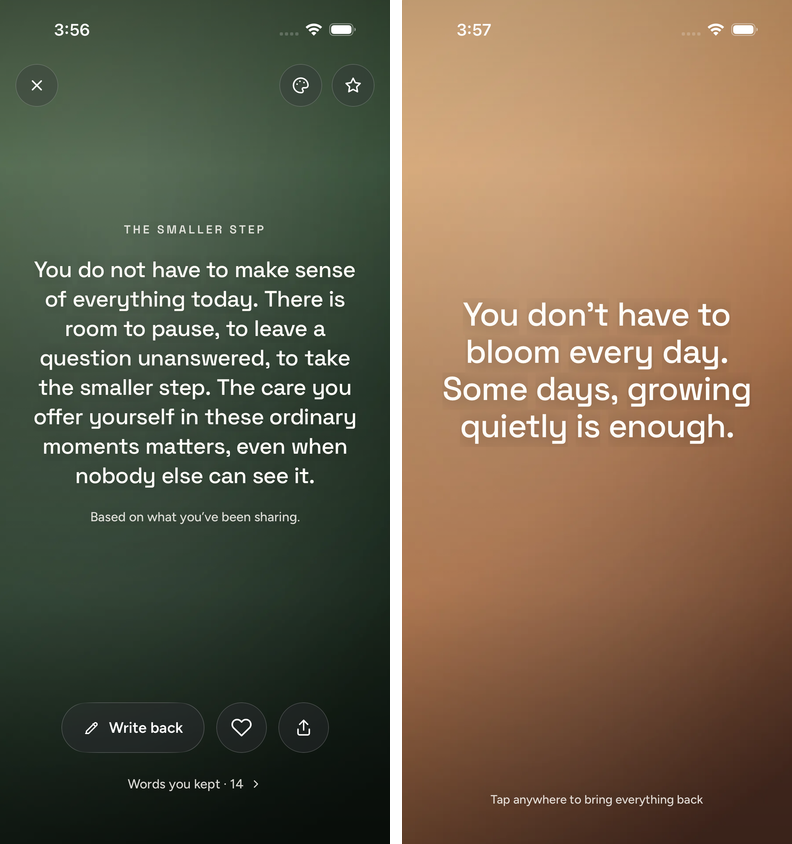 3:56
THE SMALLER STEP
You do not have to make sense
of everything today. There is
room to pause, to leave a
question unanswered, to take
the smaller step. The care you
offer yourself in these ordinary
moments matters, even when
nobody else can see it.
Based on what you’ve been sharing.
Write back
Words you kept · 14
3:57
You don’t have to
bloom every day.
Some days, growing
quietly is enough.
Tap anywhere to bring everything back